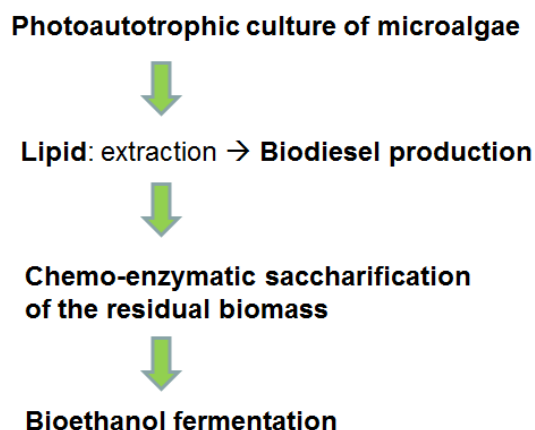 Photoautotrophic culture of microalgae
Lipid: extraction → Biodiesel production
Chemo-enzymatic saccharification
of the residual biomass
Bioethanol fermentation